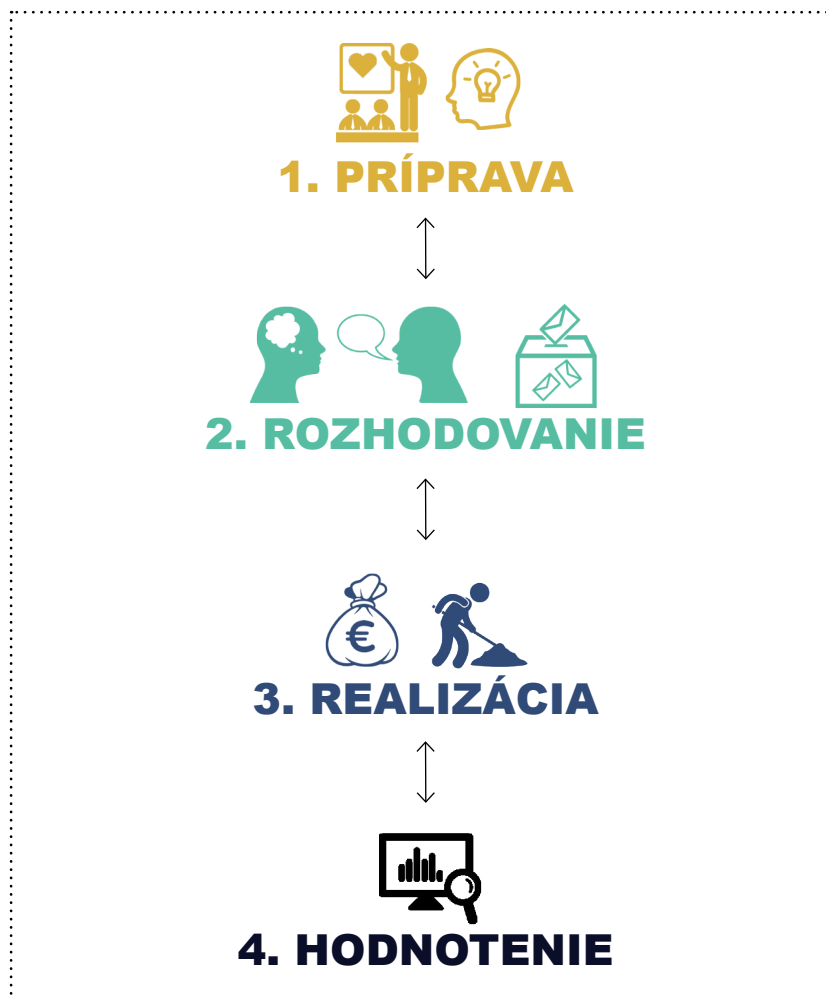 1. PRÍPRAVA
2. ROZHODOVANIE
€
3. REALIZÁCIA
4. HODNOTENIE